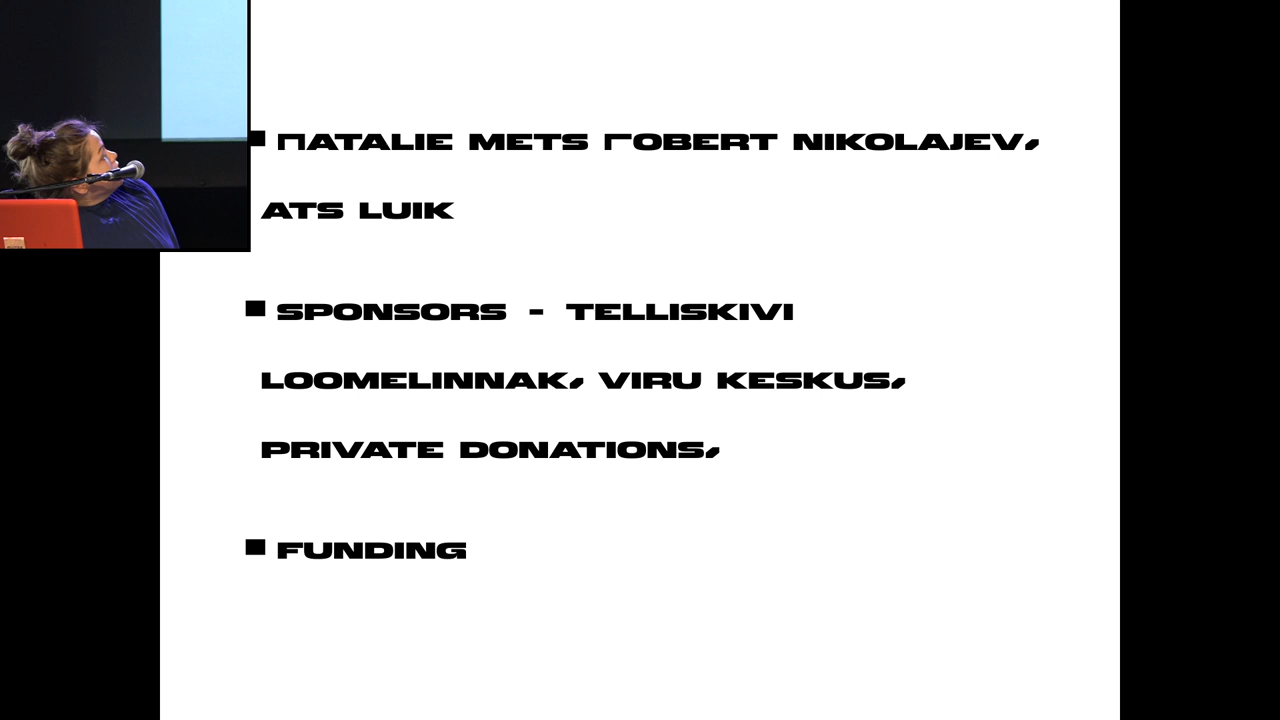 ■ NATALIE METS ROBERT NIKOLAJEV,
ATS LUIK
■ SPONSORS - TELLISKIVI
LOOMELINNAK, VIRU KESKUS,
PRIVATE DONATIONS,
■ FUNDING